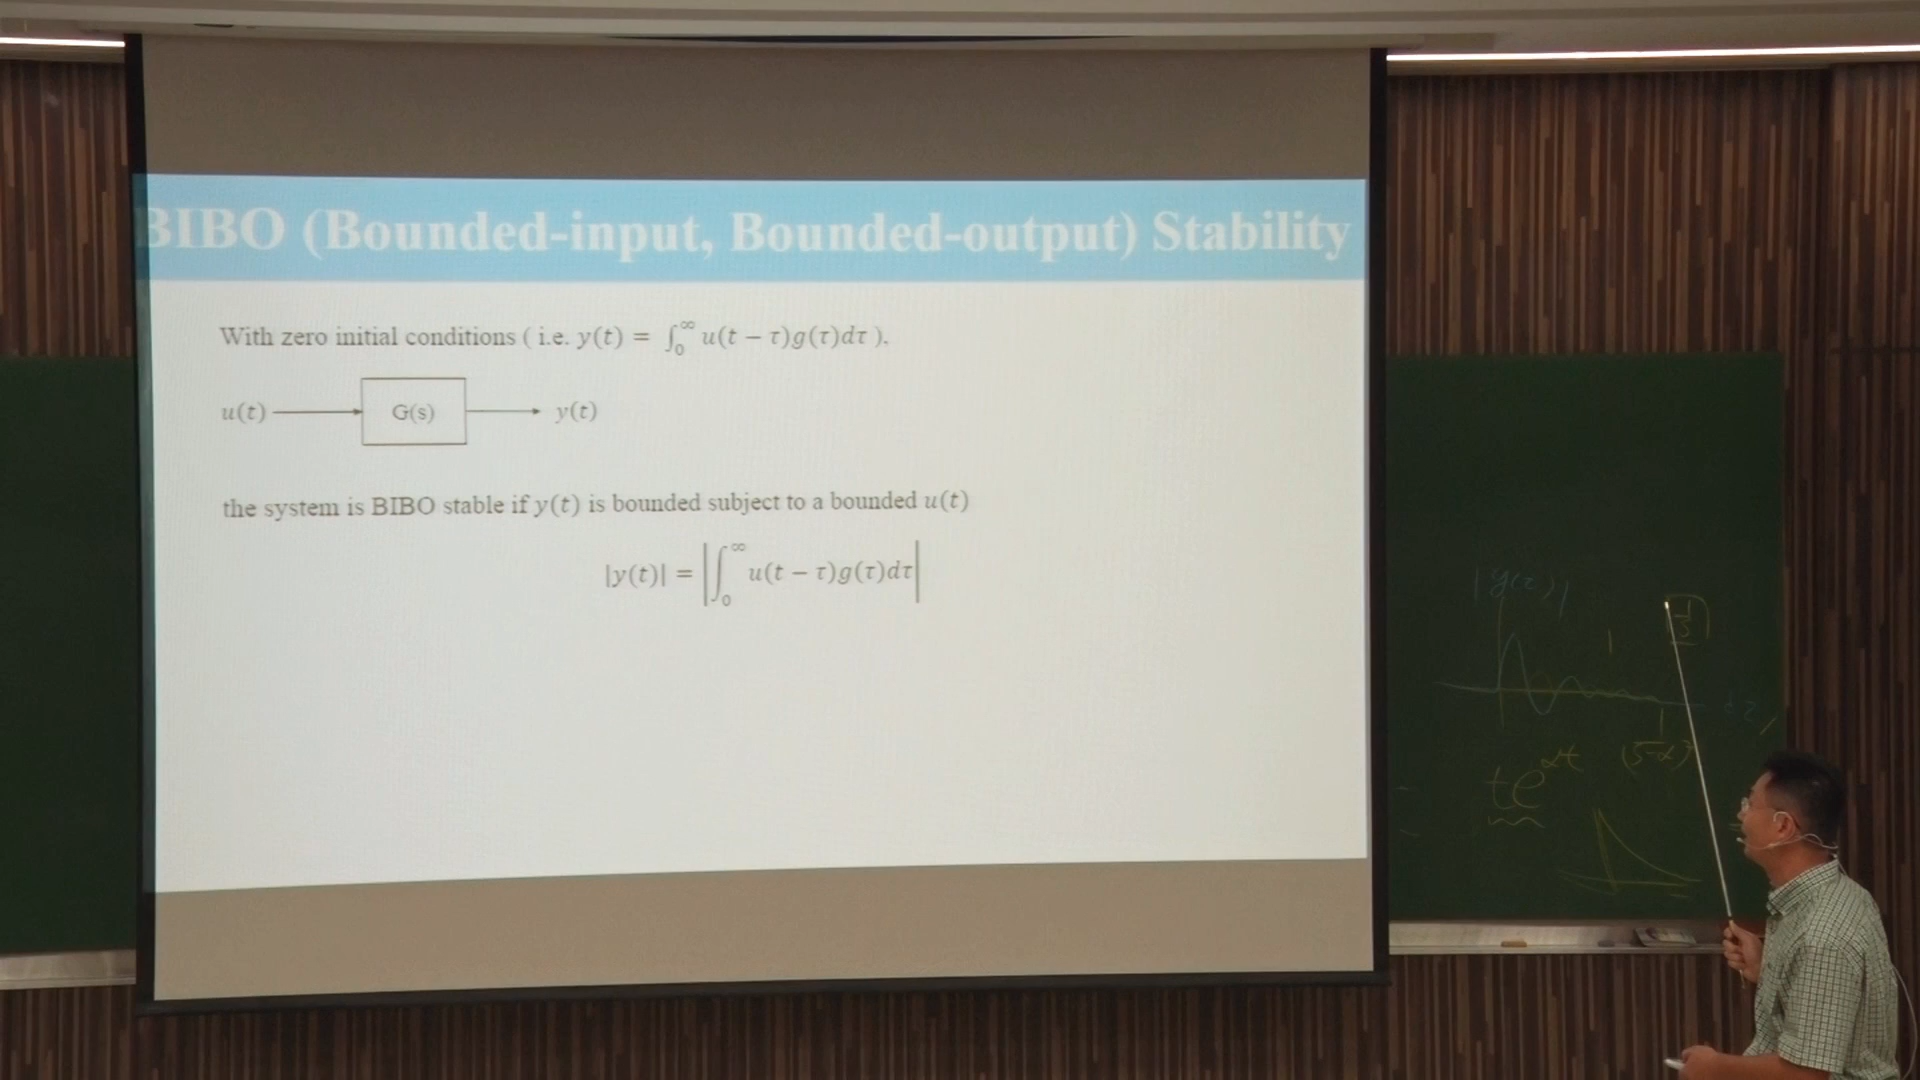 BIBO (Bounded-input, Bounded-output) Stability
With zero initial conditions ( i.e. y(t) = ∫₀^∞ u(t − τ)g(τ)dτ ).
u(t) G(s) y(t)
the system is BIBO stable if y(t) is bounded subject to a bounded u(t)
|y(t)| = |∫₀^∞ u(t − τ)g(τ)dτ|
te^αt